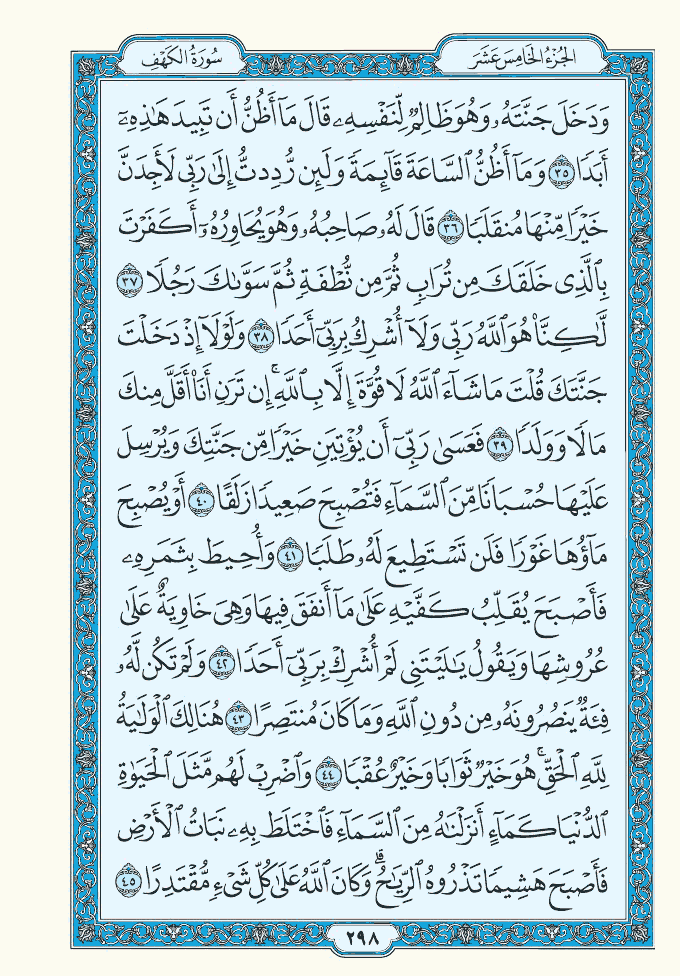 الجزء الخامس عشر
سورة الكهف
وَدَخَلَ جَنَّتَهُۥ وَهُوَ ظَالِمٌ لِّنَفْسِهِۦ قَالَ مَآ أَظُنُّ أَن تَبِيدَ هَٰذِهِۦٓ
أَبَدًا ٣٥ وَمَآ أَظُنُّ ٱلسَّاعَةَ قَآئِمَةً وَلَئِن رُّدِدتُّ إِلَىٰ رَبِّى لَأَجِدَنَّ
خَيْرًا مِّنْهَا مُنقَلَبًا ٣٦ قَالَ لَهُۥ صَاحِبُهُۥ وَهُوَ يُحَاوِرُهُۥٓ أَكَفَرْتَ
بِٱلَّذِى خَلَقَكَ مِن تُرَابٍ ثُمَّ مِن نُّطْفَةٍ ثُمَّ سَوَّىٰكَ رَجُلًا ٣٧
لَّٰكِنَّا۠ هُوَ ٱللَّهُ رَبِّى وَلَآ أُشْرِكُ بِرَبِّىٓ أَحَدًا ٣٨ وَلَوْلَآ إِذْ دَخَلْتَ
جَنَّتَكَ قُلْتَ مَا شَآءَ ٱللَّهُ لَا قُوَّةَ إِلَّا بِٱللَّهِ ۚ إِن تَرَنِ أَنَا۠ أَقَلَّ مِنكَ
مَالًا وَوَلَدًا ٣٩ فَعَسَىٰ رَبِّىٓ أَن يُؤْتِيَنِ خَيْرًا مِّن جَنَّتِكَ وَيُرْسِلَ
عَلَيْهَا حُسْبَانًا مِّنَ ٱلسَّمَآءِ فَتُصْبِحَ صَعِيدًا زَلَقًا ٤٠ أَوْ يُصْبِحَ
مَآؤُهَا غَوْرًا فَلَن تَسْتَطِيعَ لَهُۥ طَلَبًا ٤١ وَأُحِيطَ بِثَمَرِهِۦ
فَأَصْبَحَ يُقَلِّبُ كَفَّيْهِ عَلَىٰ مَآ أَنفَقَ فِيهَا وَهِىَ خَاوِيَةٌ عَلَىٰ
عُرُوشِهَا وَيَقُولُ يَٰلَيْتَنِى لَمْ أُشْرِكْ بِرَبِّىٓ أَحَدًا ٤٢ وَلَمْ تَكُن لَّهُۥ
فِئَةٌ يَنصُرُونَهُۥ مِن دُونِ ٱللَّهِ وَمَا كَانَ مُنتَصِرًا ٤٣ هُنَالِكَ ٱلْوَلَٰيَةُ
لِلَّهِ ٱلْحَقِّ ۚ هُوَ خَيْرٌ ثَوَابًا وَخَيْرٌ عُقْبًا ٤٤ وَٱضْرِبْ لَهُم مَّثَلَ ٱلْحَيَوٰةِ
ٱلدُّنْيَا كَمَآءٍ أَنزَلْنَٰهُ مِنَ ٱلسَّمَآءِ فَٱخْتَلَطَ بِهِۦ نَبَاتُ ٱلْأَرْضِ
فَأَصْبَحَ هَشِيمًا تَذْرُوهُ ٱلرِّيَٰحُ ۗ وَكَانَ ٱللَّهُ عَلَىٰ كُلِّ شَىْءٍ مُّقْتَدِرًا ٤٥
٢٩٨